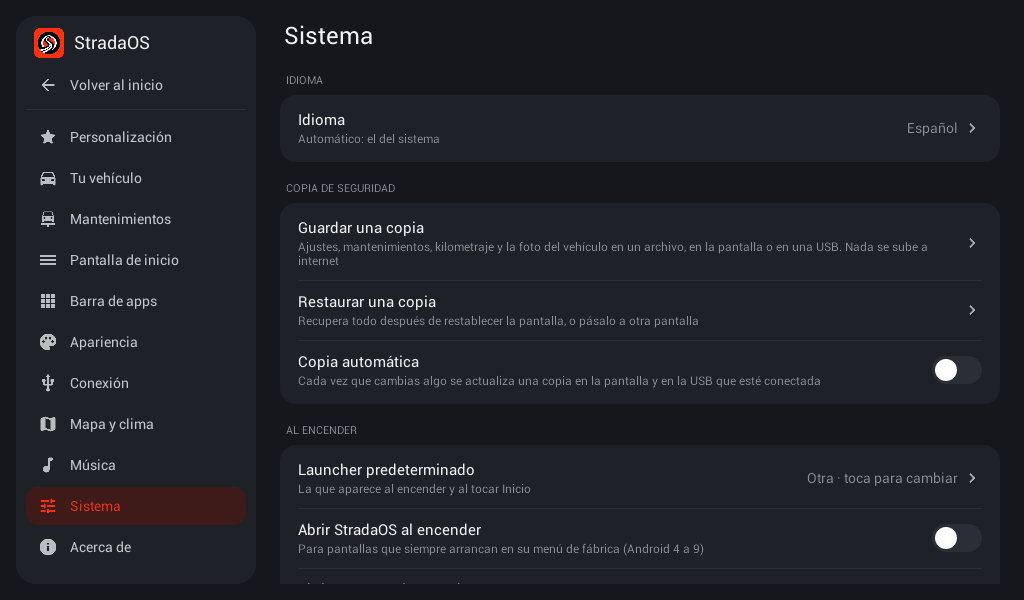 StradaOS
Volver al inicio
Personalización
Tu vehículo
Mantenimientos
Pantalla de inicio
Barra de apps
Apariencia
Conexión
Mapa y clima
Música
Sistema
Acerca de
Sistema
IDIOMA
Idioma
Automático: el del sistema
Español
COPIA DE SEGURIDAD
Guardar una copia
Ajustes, mantenimientos, kilometraje y la foto del vehículo en un archivo, en la pantalla o en una USB. Nada se sube a
internet
Restaurar una copia
Recupera todo después de restablecer la pantalla, o pásalo a otra pantalla
Copia automática
Cada vez que cambias algo se actualiza una copia en la pantalla y en la USB que esté conectada
AL ENCENDER
Launcher predeterminado
La que aparece al encender y al tocar Inicio
Otra · toca para cambiar
Abrir StradaOS al encender
Para pantallas que siempre arrancan en su menú de fábrica (Android 4 a 9)